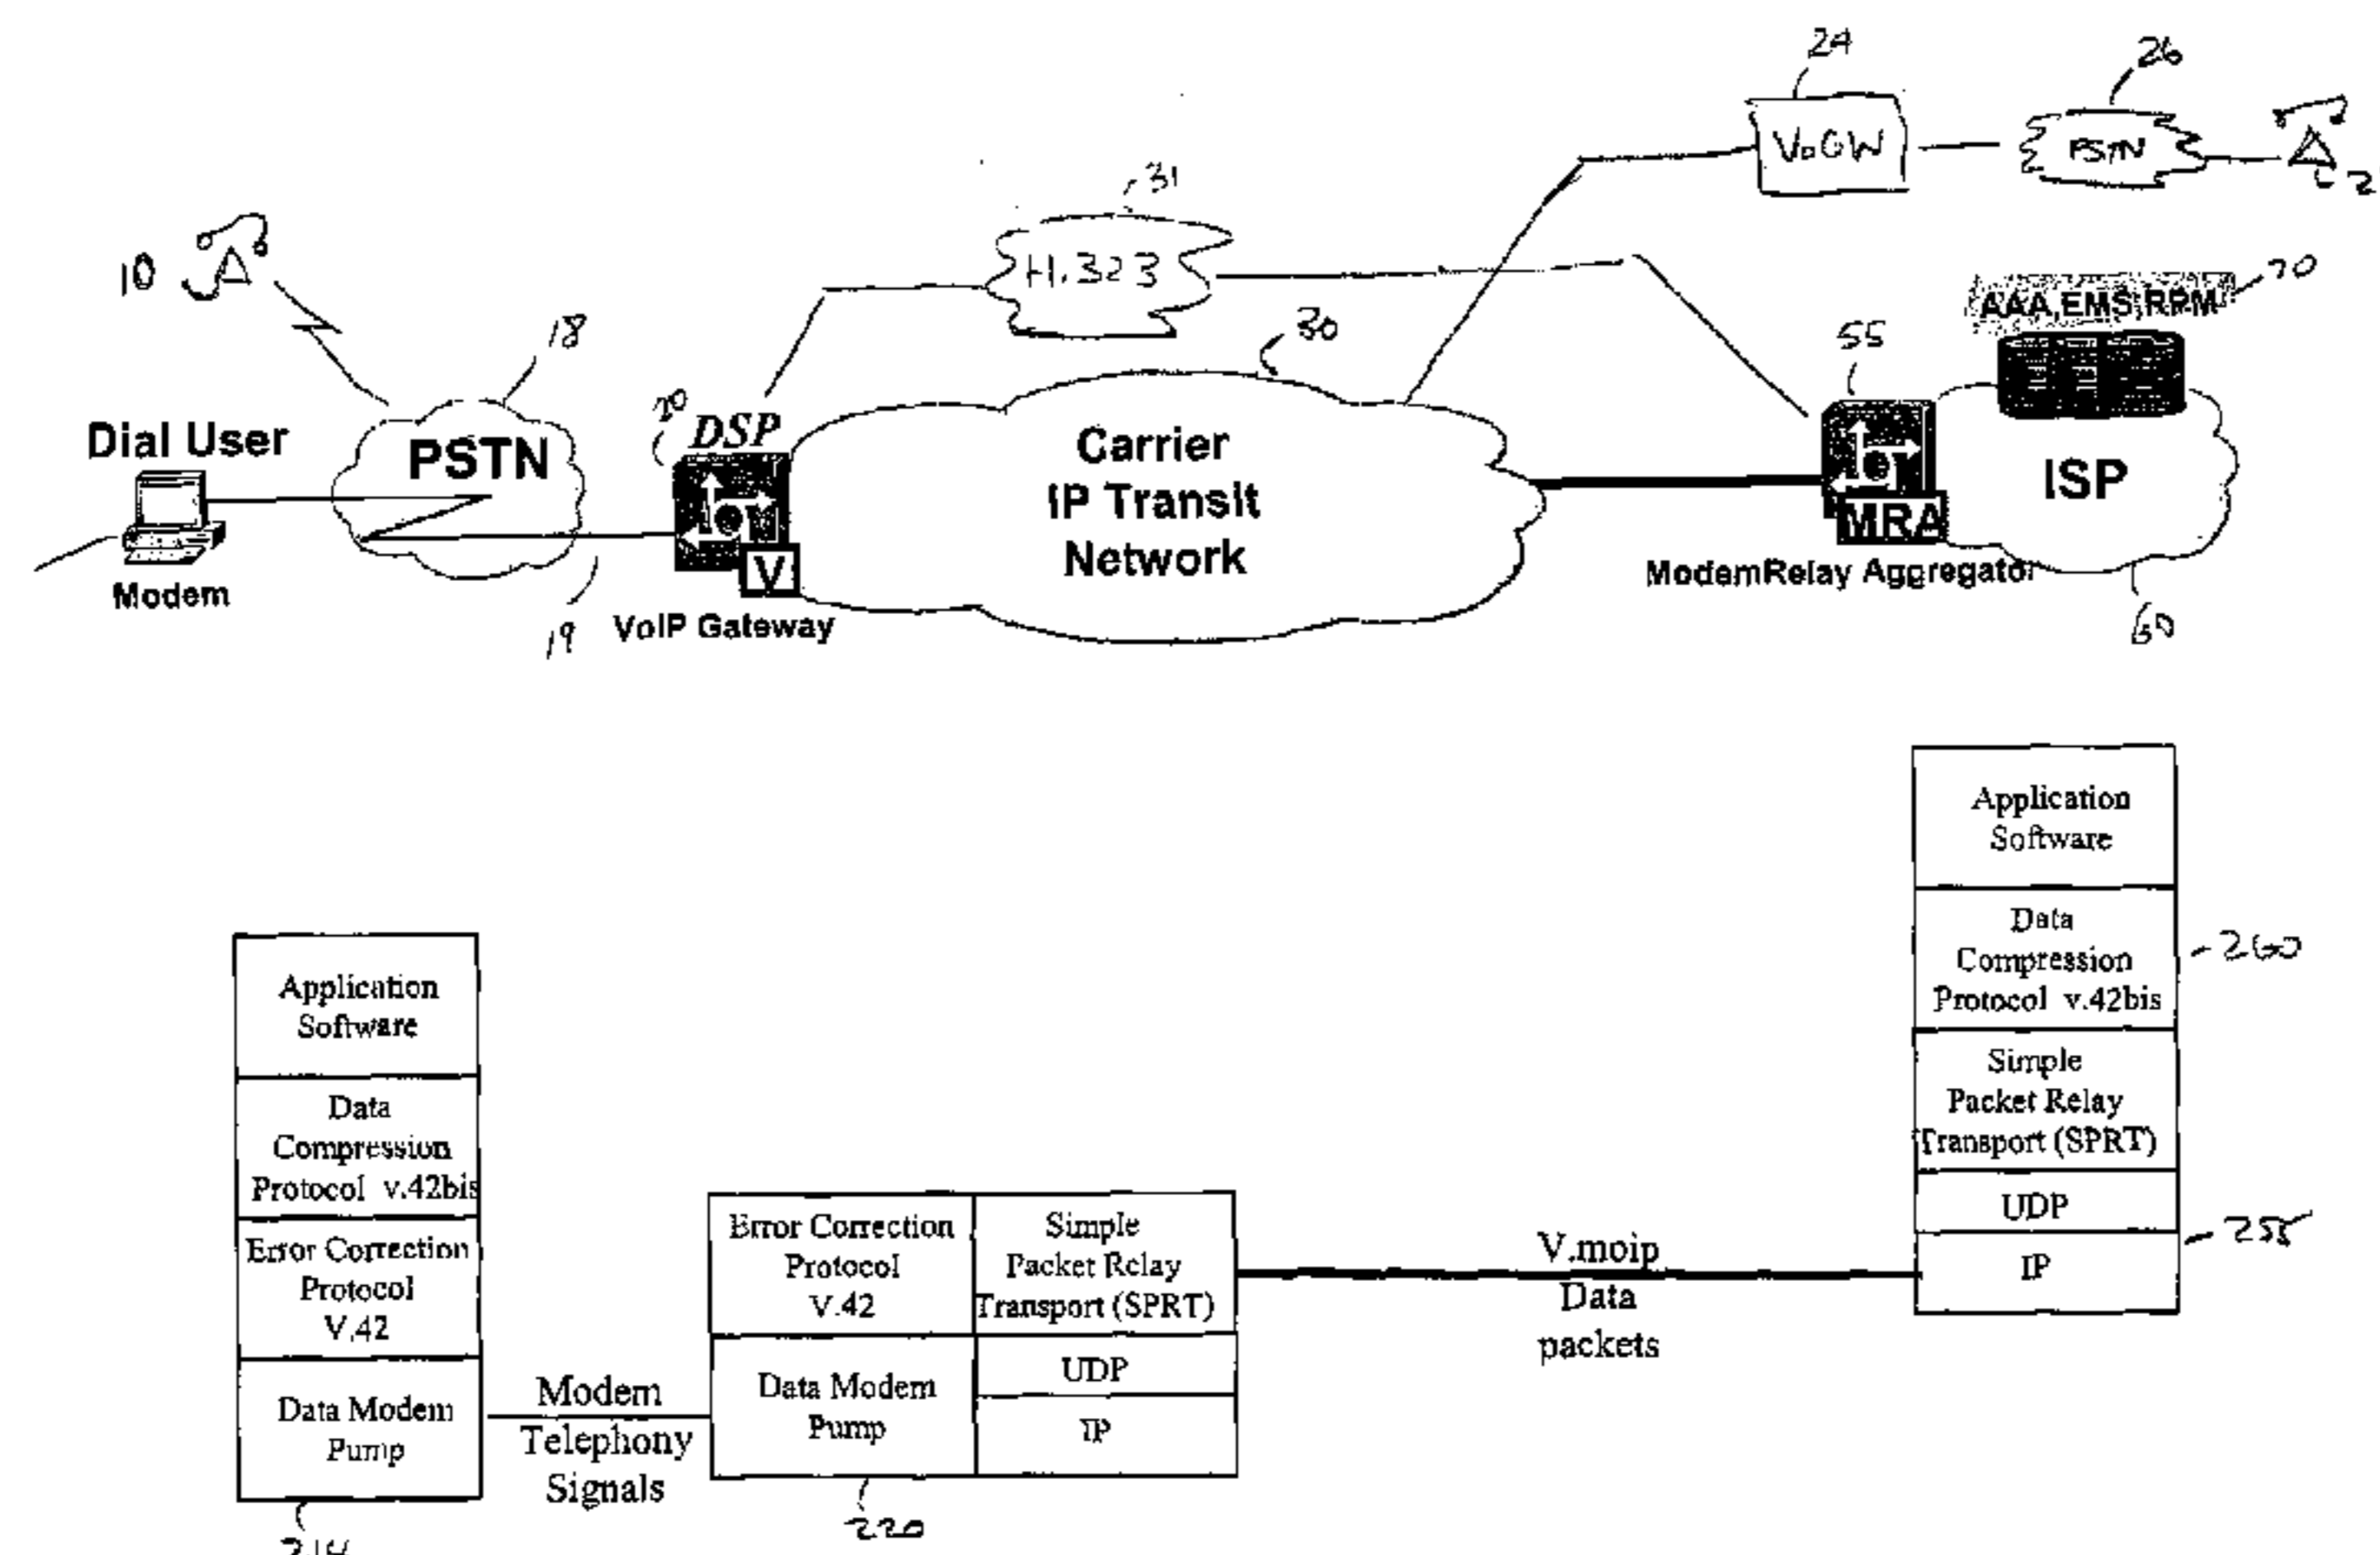 24
26
VoGW
PSTN
31
H.323
10
18
30
70
AAA,EMS,RPM
55
20
DSP
Dial User
PSTN
Carrier
IP Transit
Network
ISP
MRA
V
Modem
19
VoIP Gateway
ModemRelay Aggregator
60
Application
Software
Data
Compression
Protocol v.42bis
260
Simple
Packet Relay
Transport (SPRT)
UDP
IP
Application
Software
Data
Compression
Protocol v.42bis
Error Correction
Protocol
V.42
Data Modem
Pump
214
Modem
Telephony
Signals
Error Correction
Protocol
V.42
Data Modem
Pump
Simple
Packet Relay
Transport (SPRT)
UDP
IP
220
V.moip
Data
packets